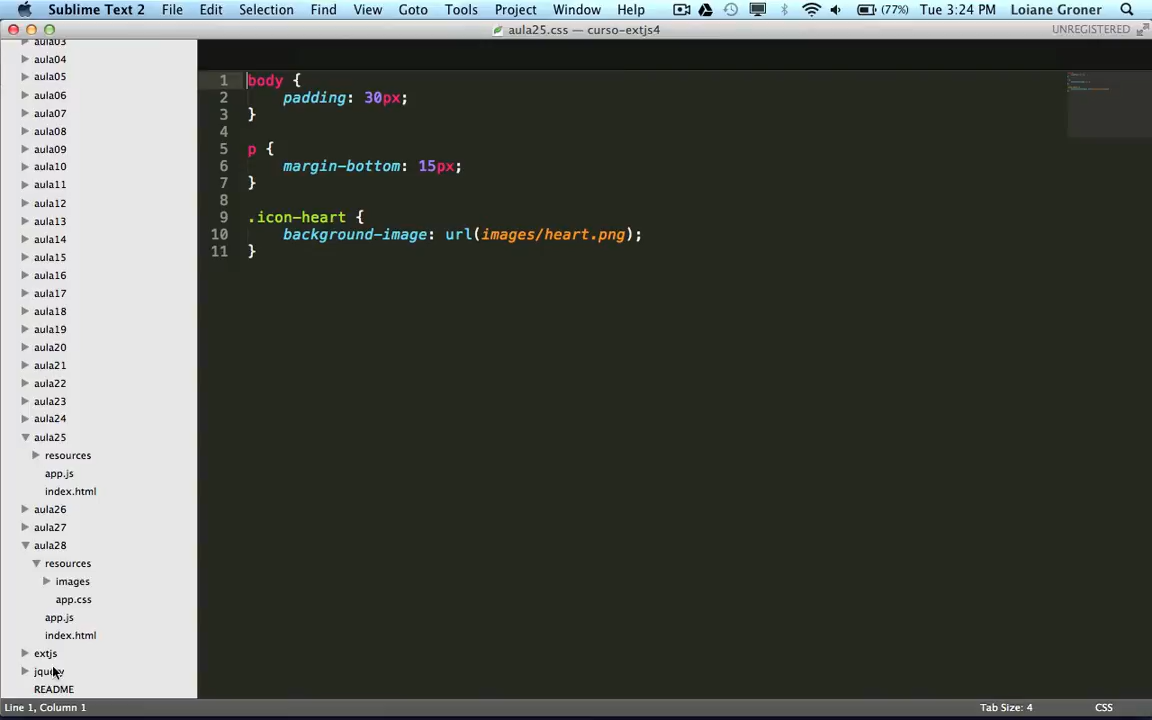 Sublime Text 2 File Edit Selection Find View Goto Tools Project Window Help (77%) Tue 3:24 PM Loiane Groner
aula25.css — curso-extjs4
UNREGISTERED
aula03
aula04
aula05
aula06
aula07
aula08
aula09
aula10
aula11
aula12
aula13
aula14
aula15
aula16
aula17
aula18
aula19
aula20
aula21
aula22
aula23
aula24
aula25
resources
app.js
index.html
aula26
aula27
aula28
resources
images
app.css
app.js
index.html
extjs
jquery
README
1 body {
2 padding: 30px;
3 }
4
5 p {
6 margin-bottom: 15px;
7 }
8
9 .icon-heart {
10 background-image: url(images/heart.png);
11 }
Line 1, Column 1
Tab Size: 4
CSS